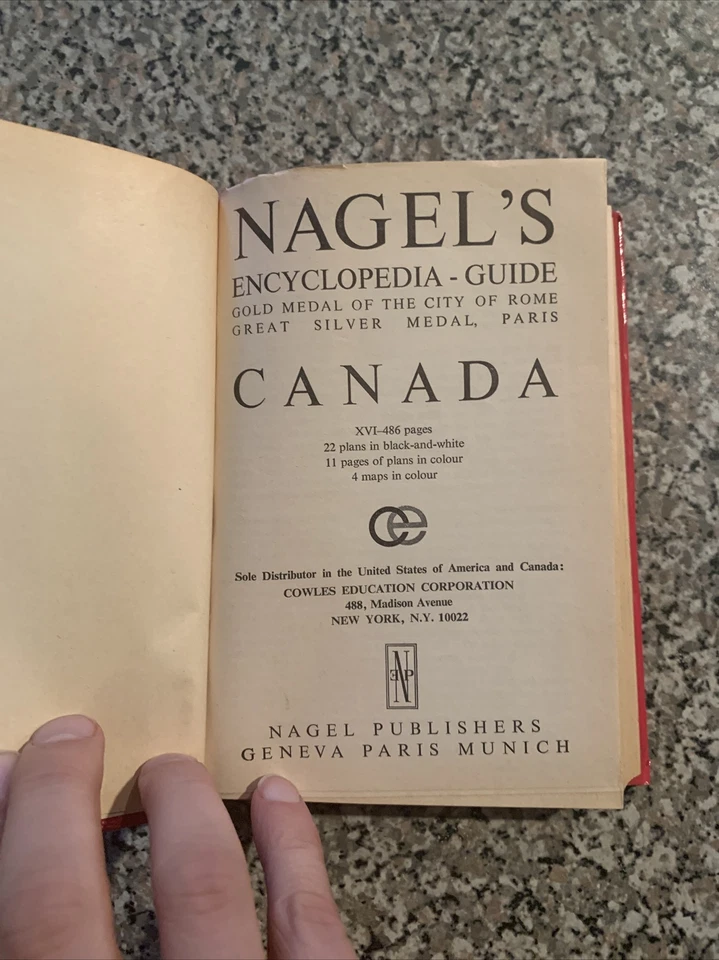 NAGEL'S
ENCYCLOPEDIA - GUIDE
GOLD MEDAL OF THE CITY OF ROME
GREAT SILVER MEDAL, PARIS
CANADA
XVI–486 pages
22 plans in black-and-white
11 pages of plans in colour
4 maps in colour
ce
Sole Distributor in the United States of America and Canada:
COWLES EDUCATION CORPORATION
488, Madison Avenue
NEW YORK, N.Y. 10022
NAGEL PUBLISHERS
GENEVA PARIS MUNICH